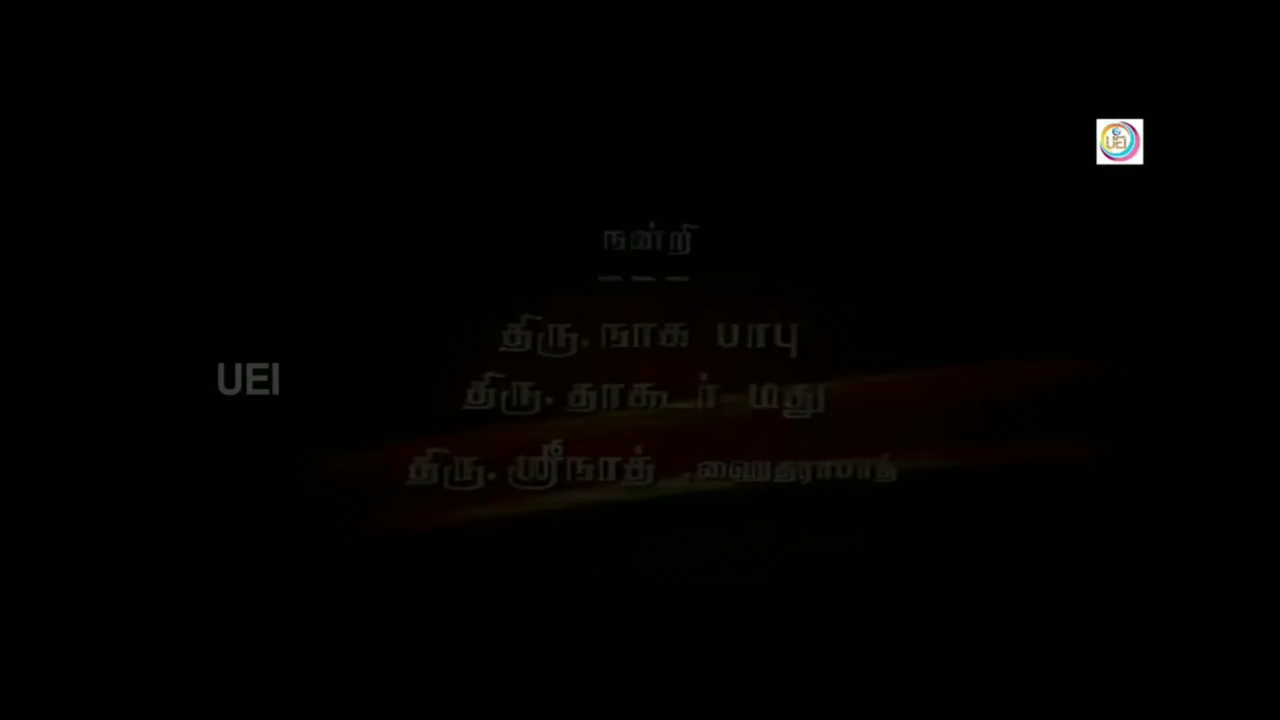 நன்றி
திரு. நாக பாபு
UEI
திரு. தாகூர் மது
திரு. ஸ்ரீநாத் ,ஹைதராபாத்